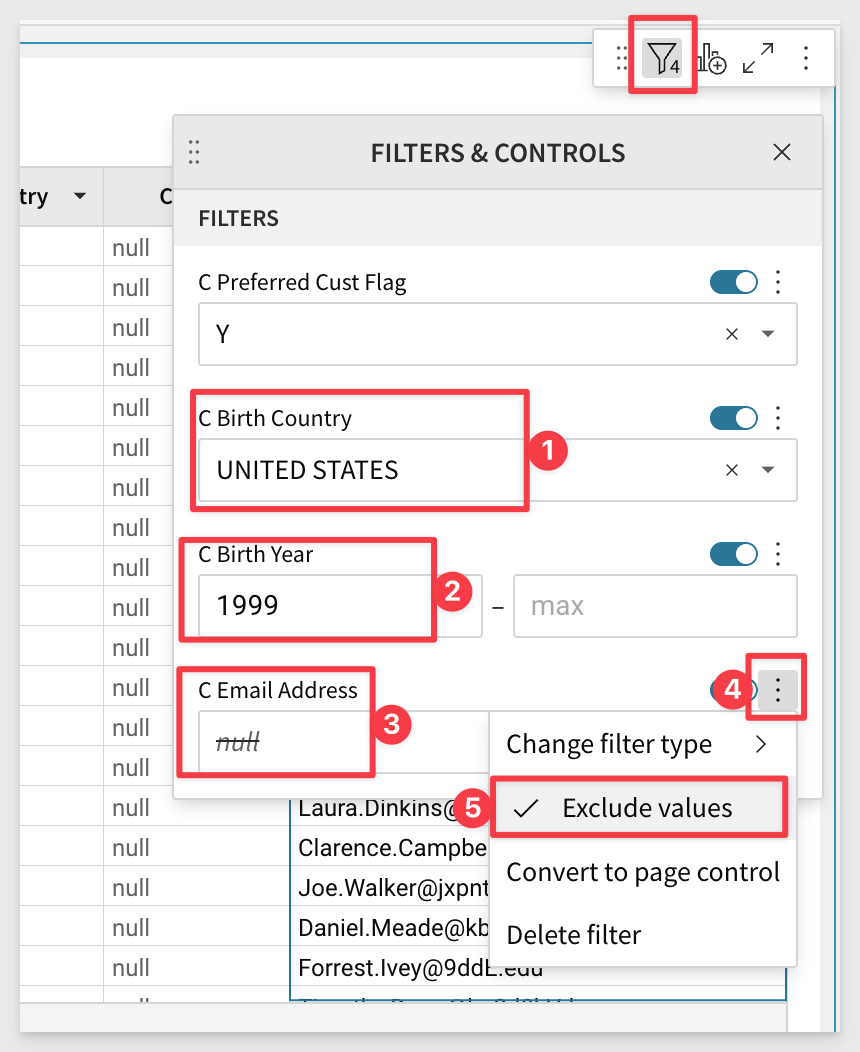 4
FILTERS & CONTROLS
try
C
FILTERS
null
C Preferred Cust Flag
null
null
Y
null
null
C Birth Country
1
null
UNITED STATES
null
null
C Birth Year
null
2
1999
–
max
null
null
C Email Address
4
null
3
null
Change filter type
null
null
5
Exclude values
Laura.Dinkins@
null
Clarence.Campbe
null
Convert to page control
Joe.Walker@jxpnt
null
Daniel.Meade@kb
null
Delete filter
Forrest.Ivey@9ddE.edu
null